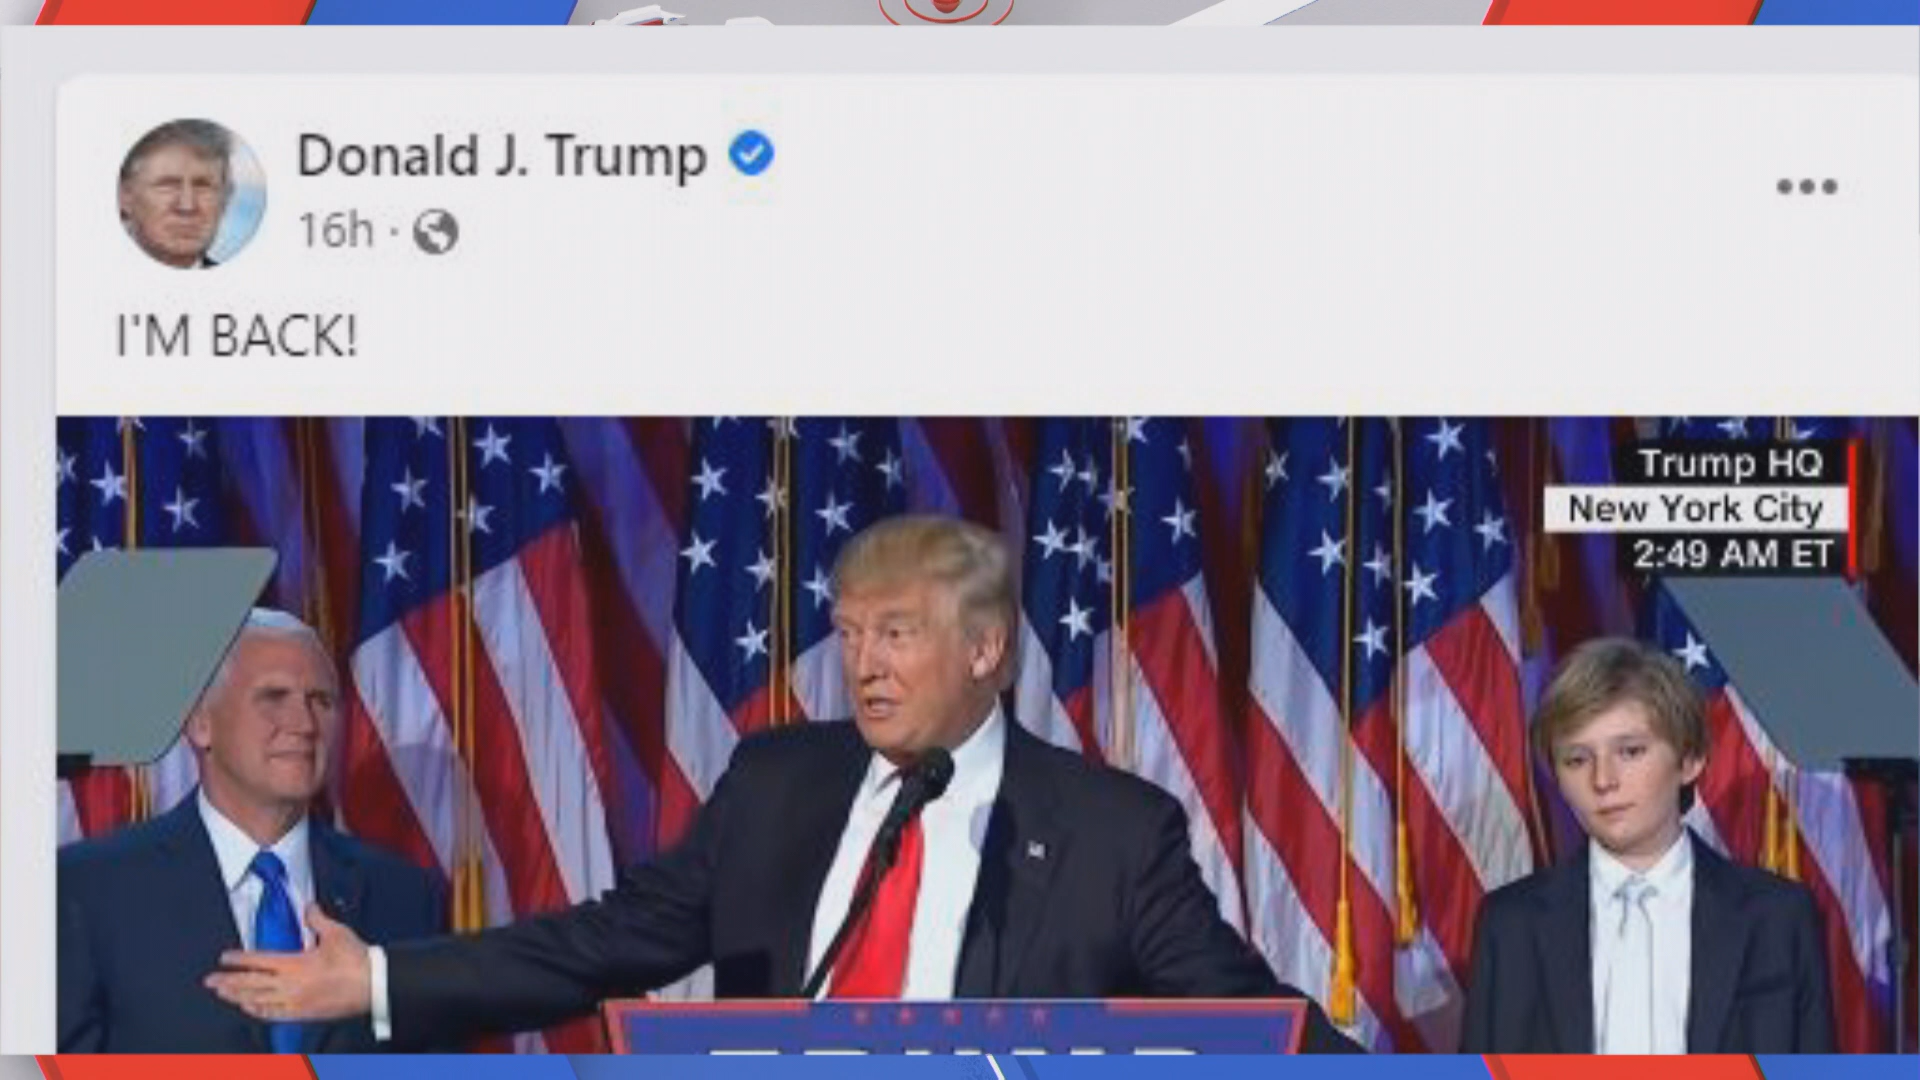 Donald J. Trump
16h ·
I'M BACK!
Trump HQ
New York City
2:49 AM ET